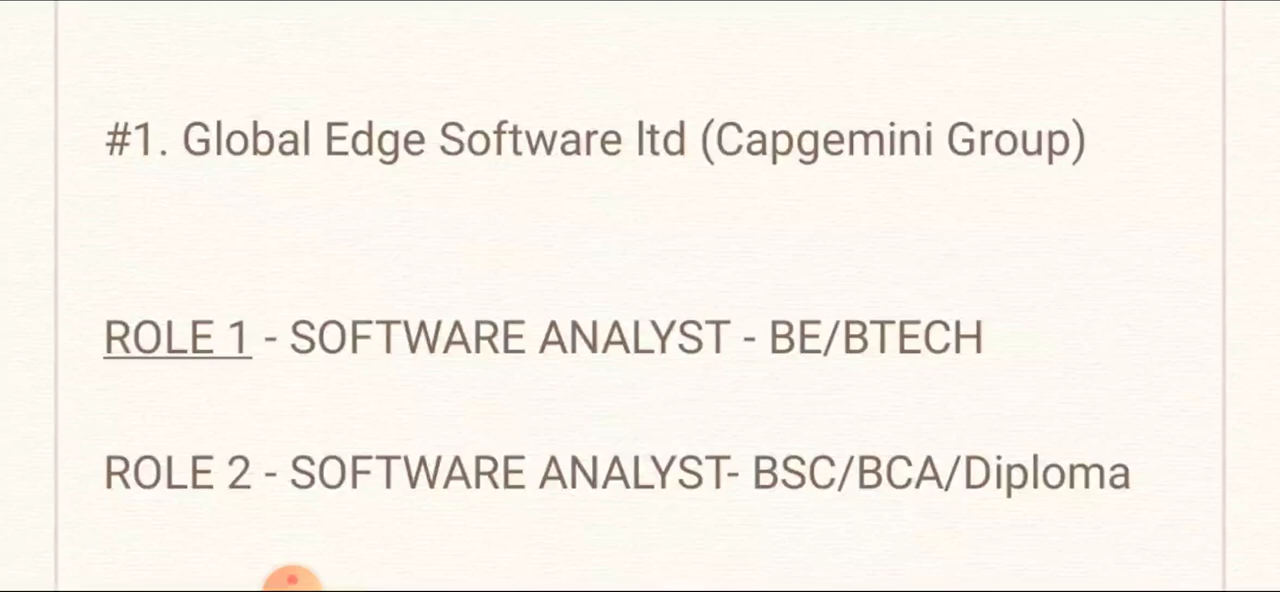 #1. Global Edge Software ltd (Capgemini Group)
ROLE 1 - SOFTWARE ANALYST - BE/BTECH
ROLE 2 - SOFTWARE ANALYST- BSC/BCA/Diploma